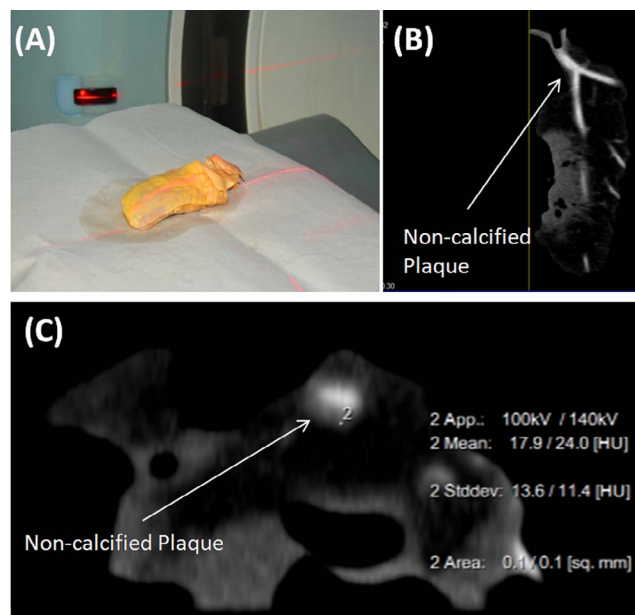 (A)
(B)
Non-calcified
Plaque
(C)
2
2 App.: 100kV / 140kV
2 Mean: 17.9 / 24.0 [HU]
2 Stddev: 13.6 / 11.4 [HU]
2 Area: 0.1 / 0.1 [sq. mm]
Non-calcified Plaque